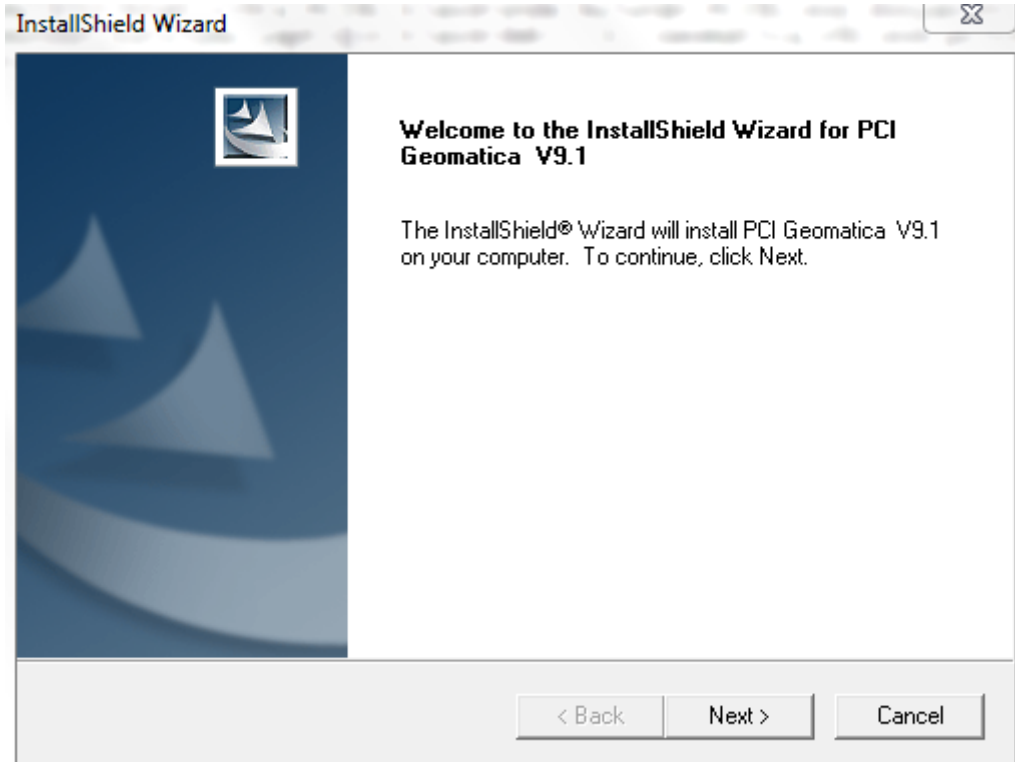 InstallShield Wizard
Welcome to the InstallShield Wizard for PCI
Geomatica V9.1
The InstallShield® Wizard will install PCI Geomatica V9.1
on your computer. To continue, click Next.
< Back
Next >
Cancel